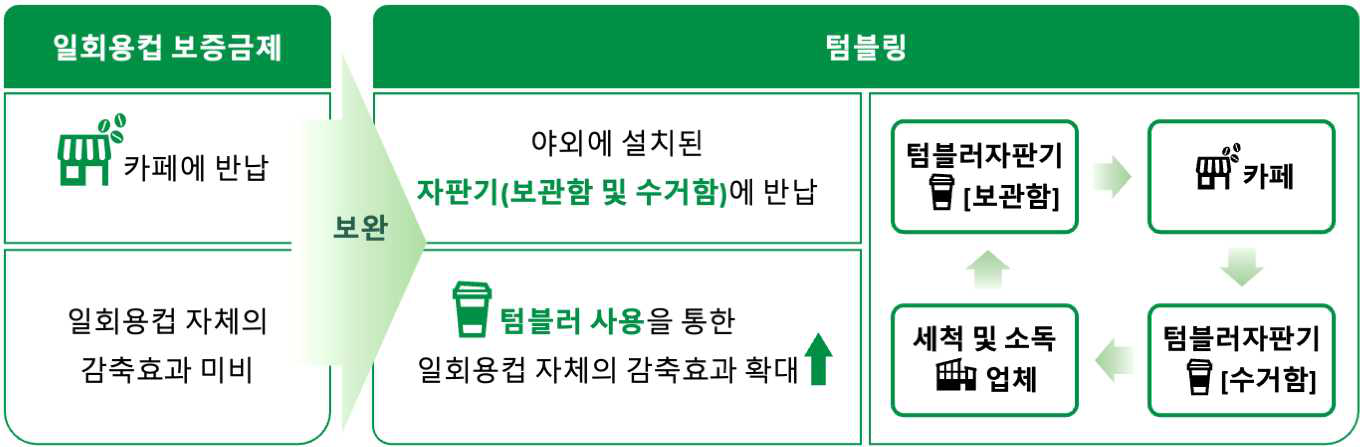 일회용컵 보증금제
카페에 반납
일회용컵 자체의
감축효과 미비
보완
텀블링
야외에 설치된
자판기(보관함 및 수거함)에 반납
텀블러 사용을 통한
일회용컵 자체의 감축효과 확대
텀블러자판기
[보관함]
카페
텀블러자판기
[수거함]
세척 및 소독
업체